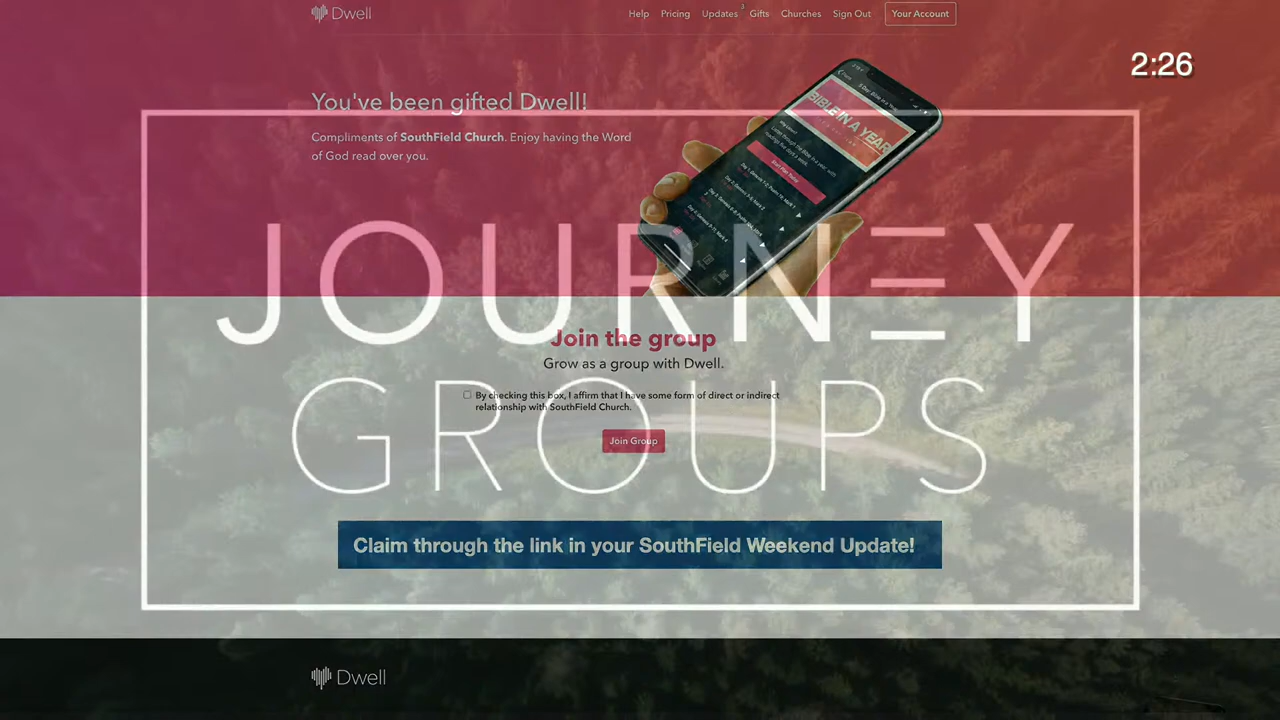 Dwell
Help Pricing Updates 3 Gifts Churches Sign Out Your Account
2:26
You've been gifted Dwell!
Compliments of SouthField Church. Enjoy having the Word
of God read over you.
BIBLE IN A YEAR
JOURNEY
GROUPS
Join the group
Grow as a group with Dwell.
By checking this box, I affirm that I have some form of direct or indirect
relationship with SouthField Church.
Join Group
Claim through the link in your SouthField Weekend Update!
Dwell